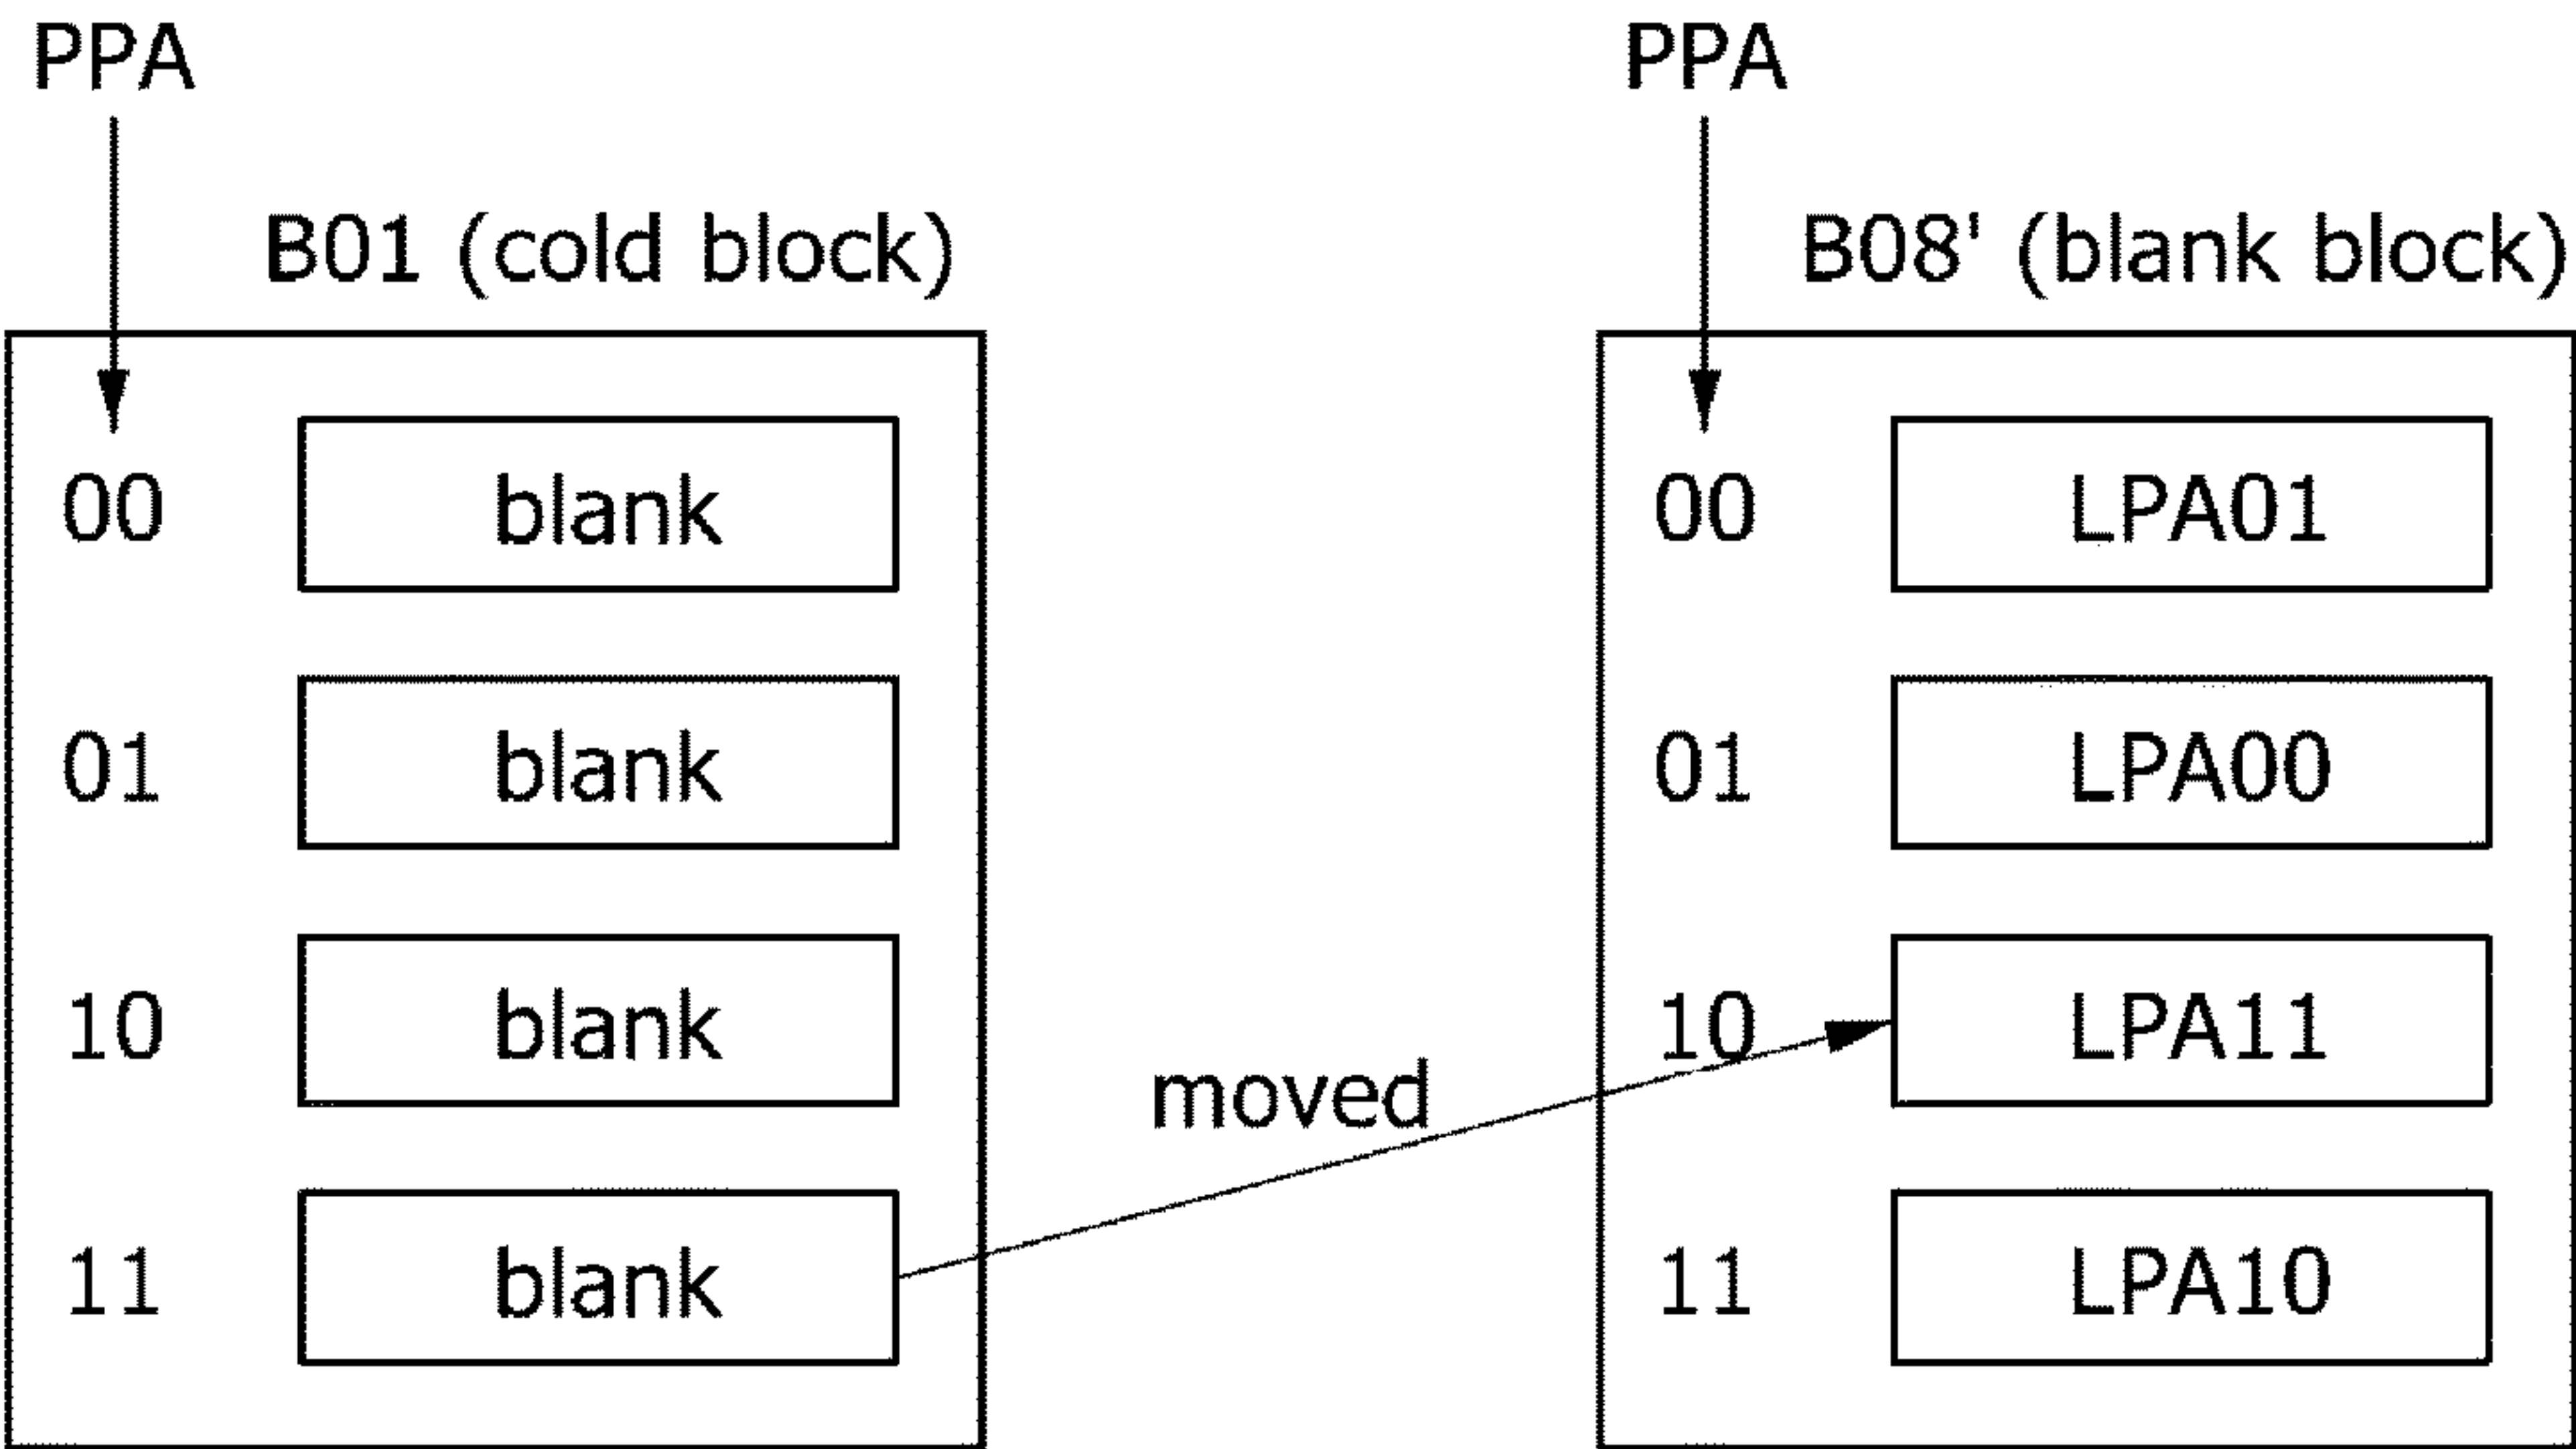 PPA PPA
B01 (cold block) B08' (blank block)
00 blank 00 LPA01
01 blank 01 LPA00
10 blank 10 LPA11
moved
11 blank 11 LPA10